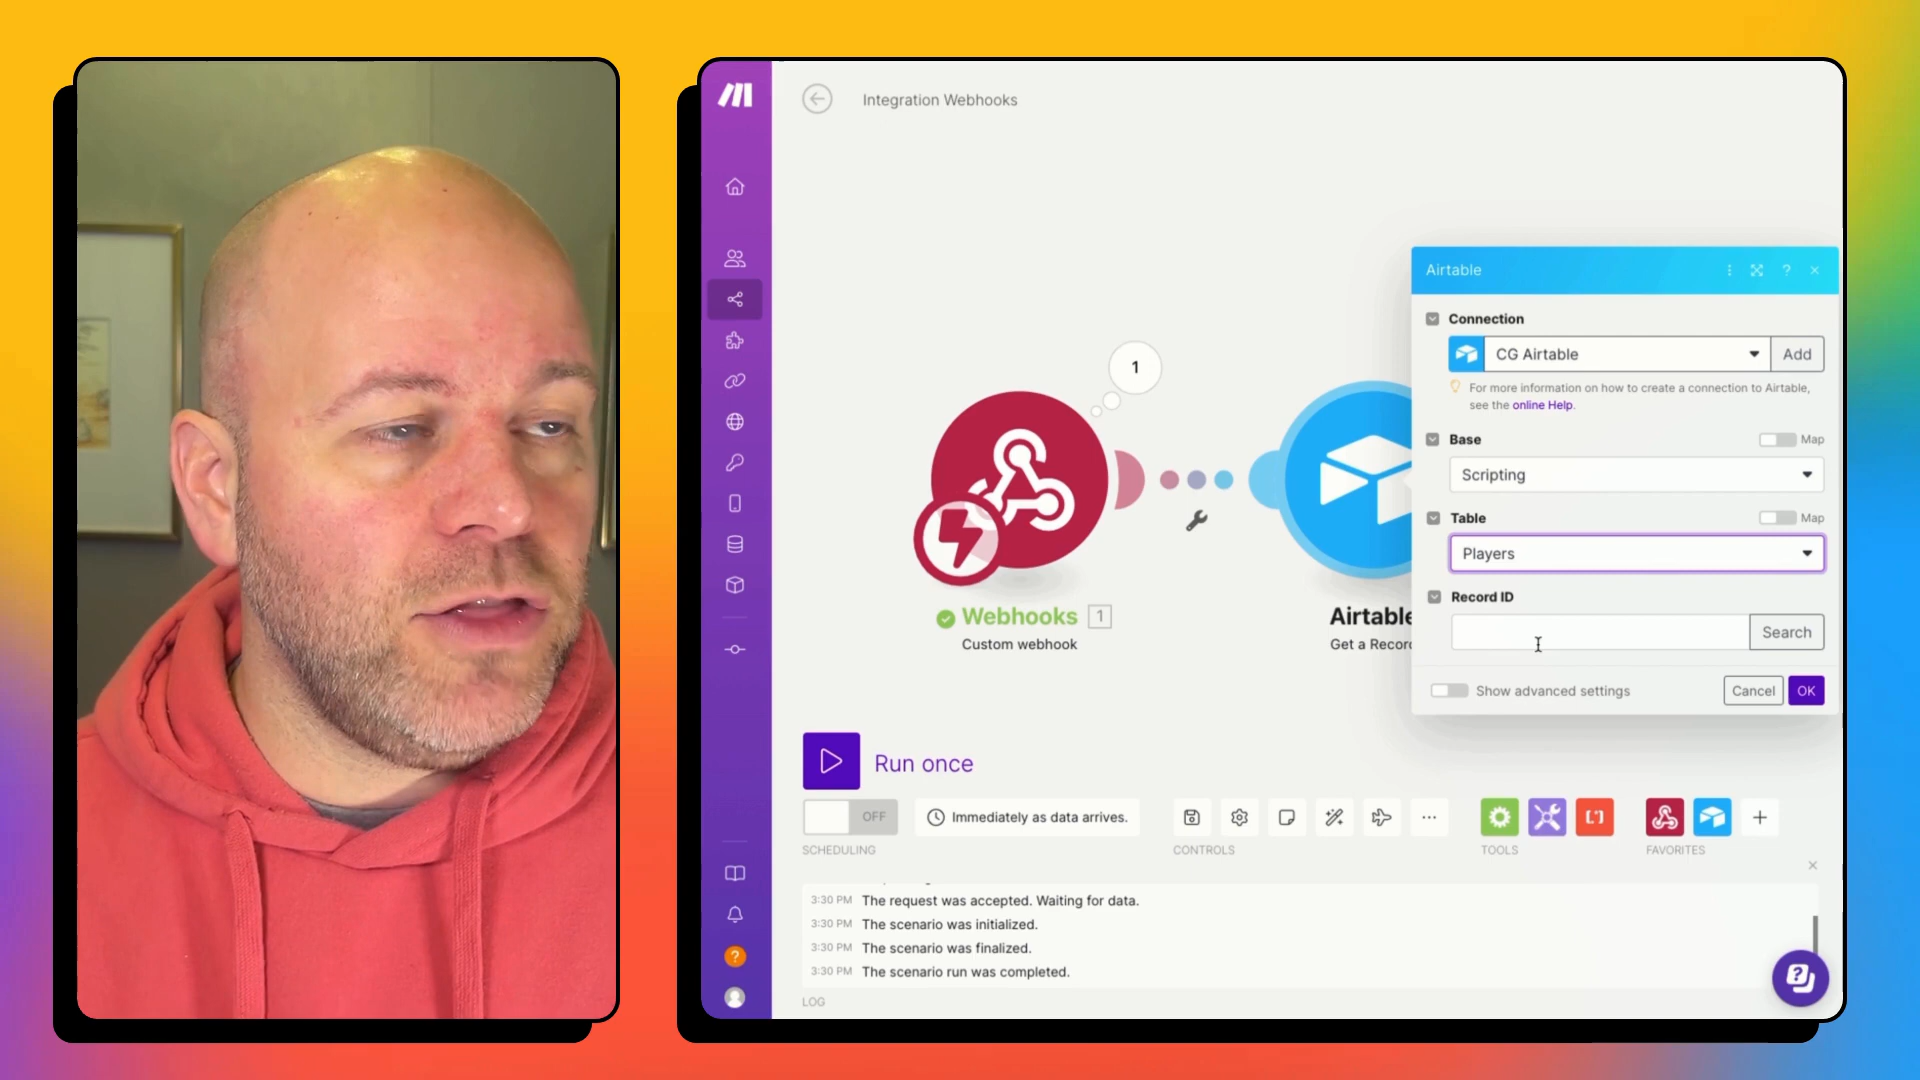 Integration Webhooks
1
Webhooks 1
Custom webhook
Airtable
Get a Record
Airtable
?
Connection
CG Airtable
Add
For more information on how to create a connection to Airtable,
see the online Help.
Base
Map
Scripting
Table
Map
Players
Record ID
Search
Show advanced settings
Cancel
OK
Run once
OFF
Immediately as data arrives.
SCHEDULING
CONTROLS
TOOLS
FAVORITES
3:30 PM The request was accepted. Waiting for data.
3:30 PM The scenario was initialized.
3:30 PM The scenario was finalized.
3:30 PM The scenario run was completed.
LOG
?
?